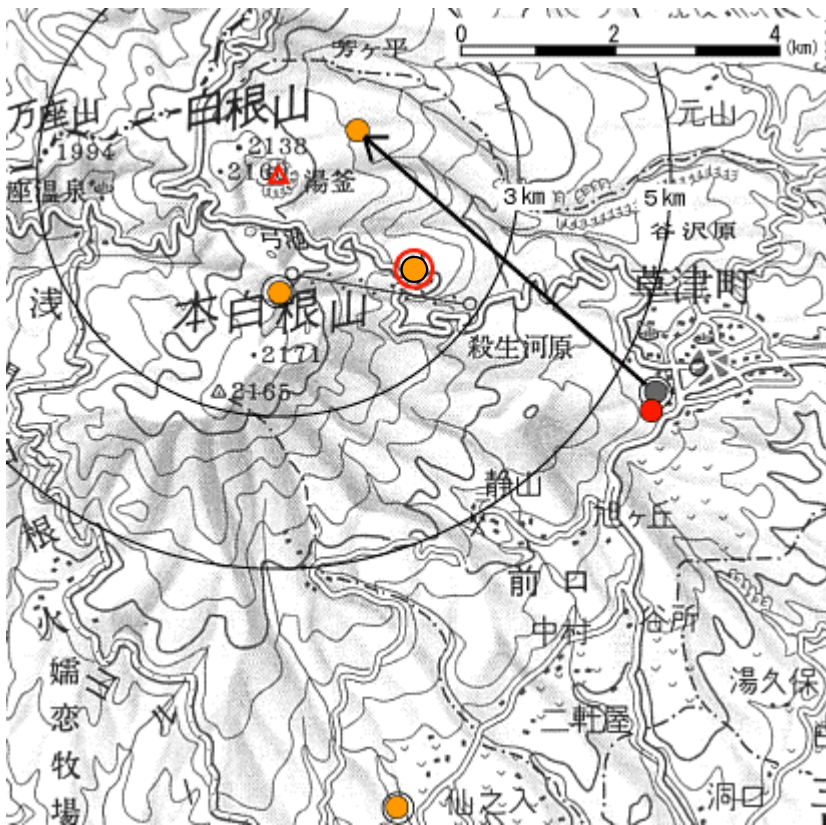 0 2 4 (km)
芳ヶ平
元山
万座山
白根山
1994
2138
座温泉
湯釜
3km
5km
谷沢原
弓池
浅
草津町
本白根山
殺生河原
2171
2165
静山
根
旭ヶ丘
前口
火
中村
谷所
嬬
山
湯久保
恋
ル
二軒屋
牧
場
仙之入
洞口